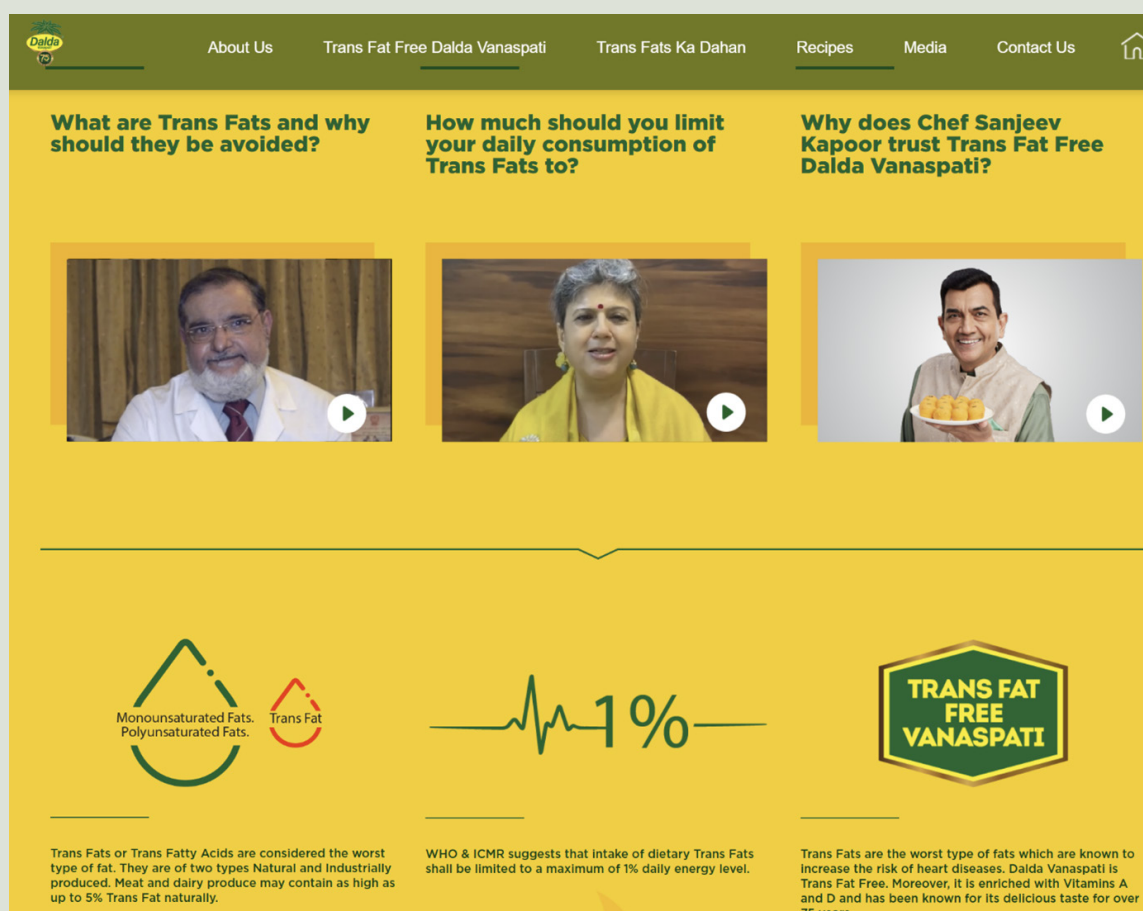 Dalda
75
About Us
Trans Fat Free Dalda Vanaspati
Trans Fats Ka Dahan
Recipes
Media
Contact Us
What are Trans Fats and why
should they be avoided?
How much should you limit
your daily consumption of
Trans Fats to?
Why does Chef Sanjeev
Kapoor trust Trans Fat Free
Dalda Vanaspati?
Monounsaturated Fats.
Polyunsaturated Fats.
Trans Fat
1%
TRANS FAT
FREE
VANASPATI
Trans Fats or Trans Fatty Acids are considered the worst
type of fat. They are of two types Natural and Industrially
produced. Meat and dairy produce may contain as high as
up to 5% Trans Fat naturally.
WHO & ICMR suggests that intake of dietary Trans Fats
shall be limited to a maximum of 1% daily energy level.
Trans Fats are the worst type of fats which are known to
increase the risk of heart diseases. Dalda Vanaspati is
Trans Fat Free. Moreover, it is enriched with Vitamins A
and D and has been known for its delicious taste for over
75 years